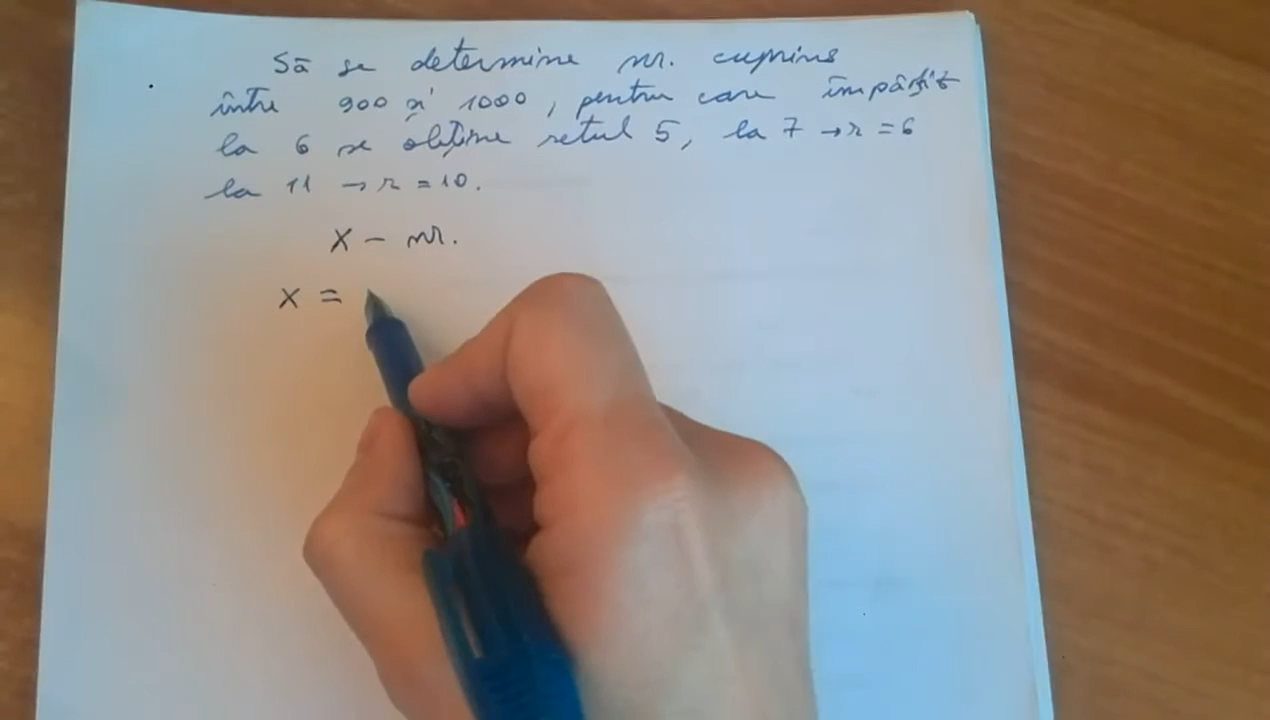 Să se determine nr. cuprins
între 900 și 1000, pentru care împărțit
la 6 se obține restul 5, la 7 → r = 6
la 11 → r = 10.
X – nr.
x =